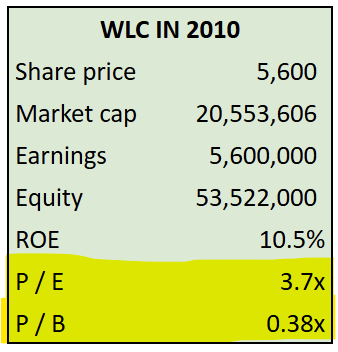 WLC IN 2010
Share price 5,600
Market cap 20,553,606
Earnings 5,600,000
Equity 53,522,000
ROE 10.5%
P / E 3.7x
P / B 0.38x